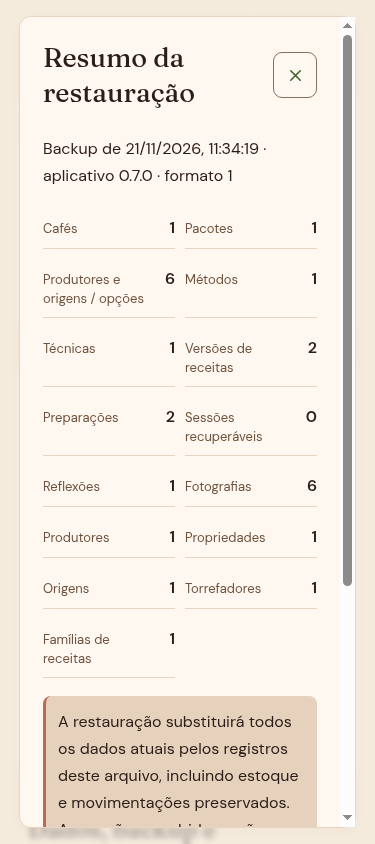 Resumo da
restauração
Backup de 21/11/2026, 11:34:19 ·
aplicativo 0.7.0 · formato 1
Cafés 1 Pacotes 1
Produtores e 6 Métodos 1
origens / opções
Técnicas 1 Versões de 2
receitas
Preparações 2 Sessões 0
recuperáveis
Reflexões 1 Fotografias 6
Produtores 1 Propriedades 1
Origens 1 Torrefadores 1
Famílias de 1
receitas
A restauração substituirá todos
os dados atuais pelos registros
deste arquivo, incluindo estoque
e movimentações preservados.